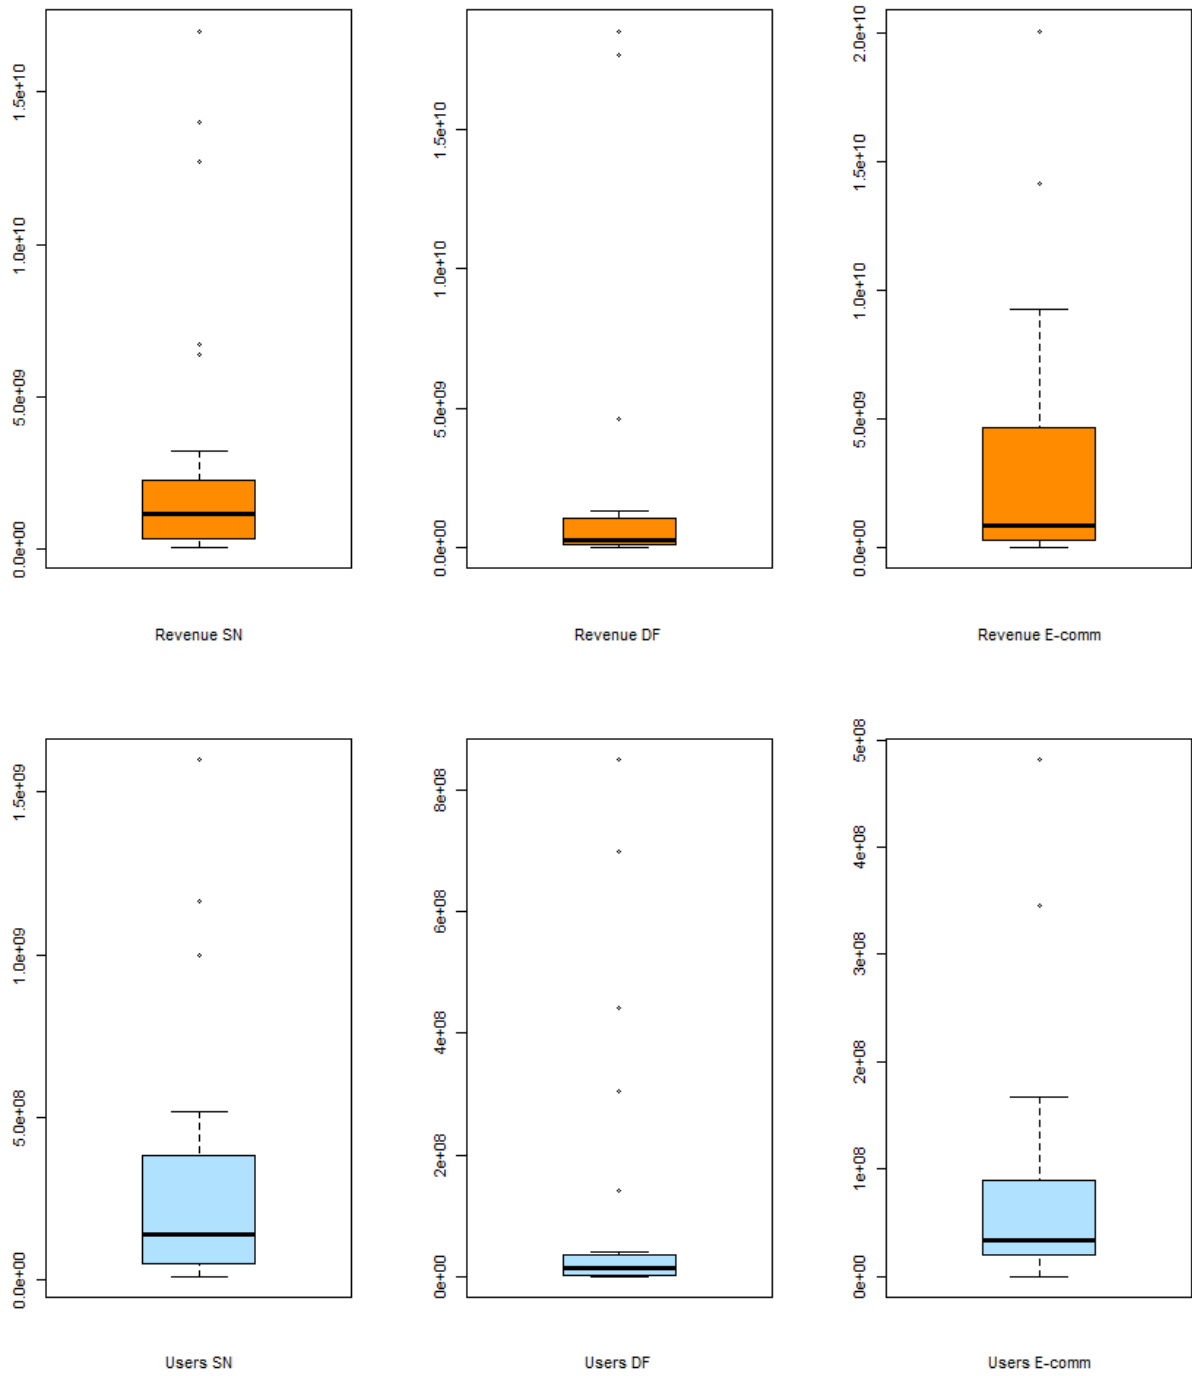 1.5e+10
1.0e+10
5.0e+09
0.0e+00
Revenue SN
1.5e+10
1.0e+10
5.0e+09
0.0e+00
Revenue DF
2.0e+10
1.5e+10
1.0e+10
5.0e+09
0.0e+00
Revenue E-comm
1.5e+09
1.0e+09
5.0e+08
0.0e+00
Users SN
8e+08
6e+08
4e+08
2e+08
0e+00
Users DF
5e+08
4e+08
3e+08
2e+08
1e+08
0e+00
Users E-comm